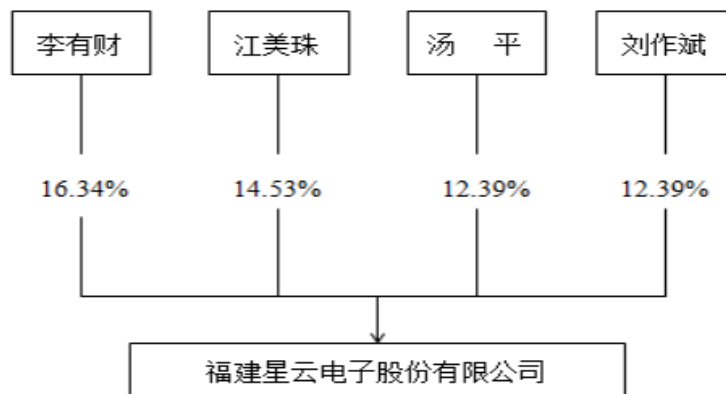 李有财 江美珠 汤 平 刘作斌
16.34% 14.53% 12.39% 12.39%
福建星云电子股份有限公司